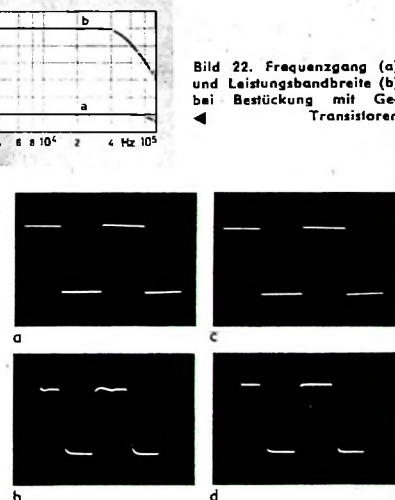 b
a
6 8 10⁴ 2 4 Hz 10⁵
Bild 22. Frequenzgang (a)
und Leistungsbandbreite (b)
bei Bestückung mit Ge-
◄ Transistoren
a c
b d